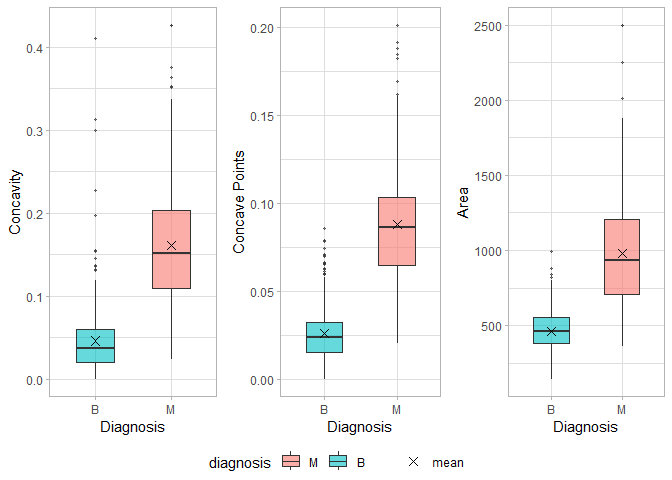 Concavity
0.4
0.3
0.2
0.1
0.0
B M
Diagnosis
Concave Points
0.20
0.15
0.10
0.05
0.00
B M
Diagnosis
Area
2500
2000
1500
1000
500
B M
Diagnosis
diagnosis M B mean